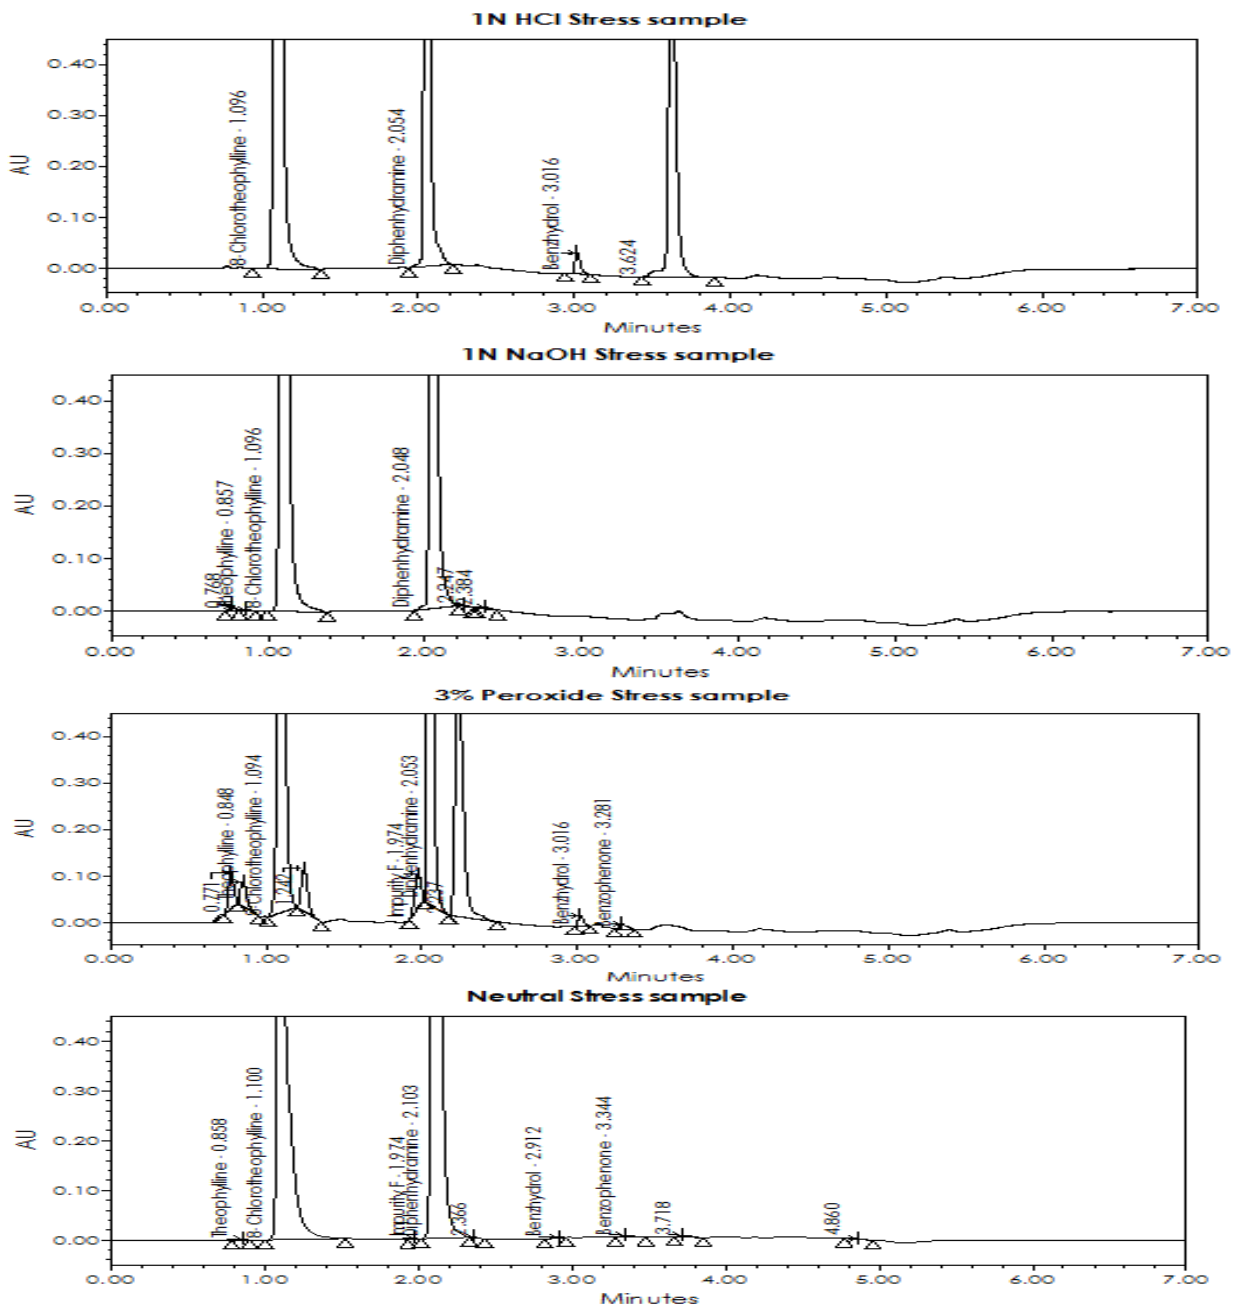 1N HCl Stress sample
0.40
0.30
0.20
0.10
0.00
AU
8-Chlorotheophylline - 1.096
Diphenhydramine - 2.054
Benzhydrol - 3.016
3.624
0.00 1.00 2.00 3.00 4.00 5.00 6.00 7.00
Minutes
1N NaOH Stress sample
0.40
0.30
0.20
0.10
0.00
AU
0.768
Theophylline - 0.857
8-Chlorotheophylline - 1.096
Diphenhydramine - 2.048
2.247
2.384
0.00 1.00 2.00 3.00 4.00 5.00 6.00 7.00
Minutes
3% Peroxide Stress sample
0.40
0.30
0.20
0.10
0.00
AU
0.771
Theophylline - 0.848
8-Chlorotheophylline - 1.094
1.242
Impurity F - 1.974
Diphenhydramine - 2.053
2.237
Benzhydrol - 3.016
Benzophenone - 3.281
0.00 1.00 2.00 3.00 4.00 5.00 6.00 7.00
Minutes
Neutral Stress sample
0.40
0.30
0.20
0.10
0.00
AU
Theophylline - 0.858
8-Chlorotheophylline - 1.100
Impurity F - 1.974
Diphenhydramine - 2.103
2.366
Benzhydrol - 2.912
Benzophenone - 3.344
3.718
4.860
0.00 1.00 2.00 3.00 4.00 5.00 6.00 7.00
Minutes